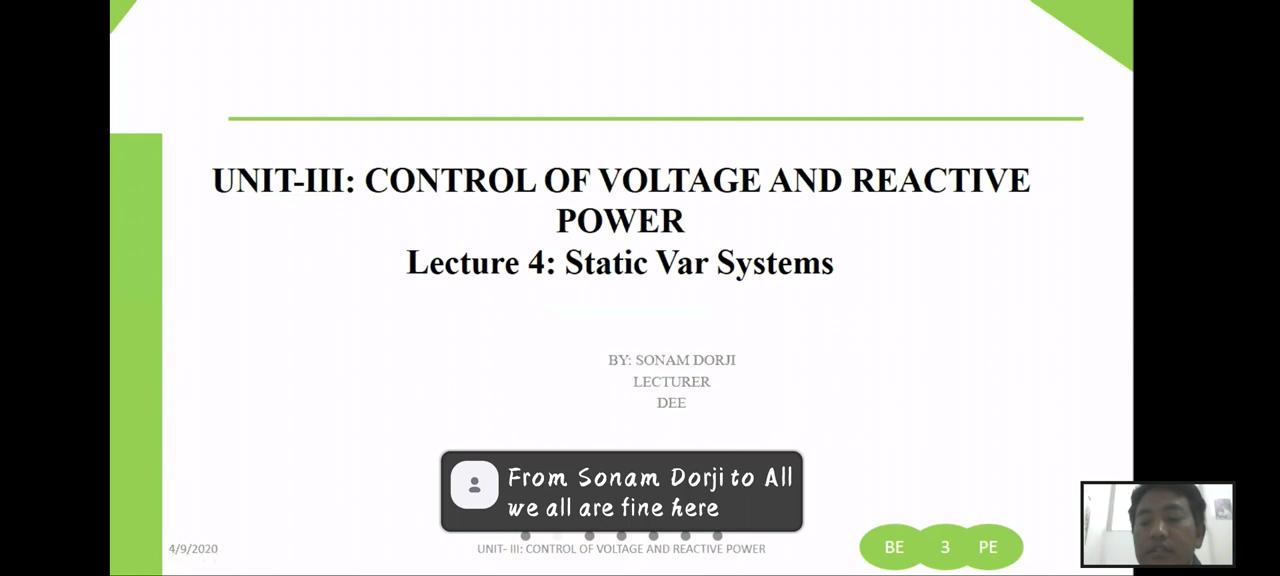 UNIT-III: CONTROL OF VOLTAGE AND REACTIVE
POWER
Lecture 4: Static Var Systems
BY: SONAM DORJI
LECTURER
DEE
From Sonam Dorji to All
we all are fine here
4/9/2020
UNIT- III: CONTROL OF VOLTAGE AND REACTIVE POWER
BE 3 PE